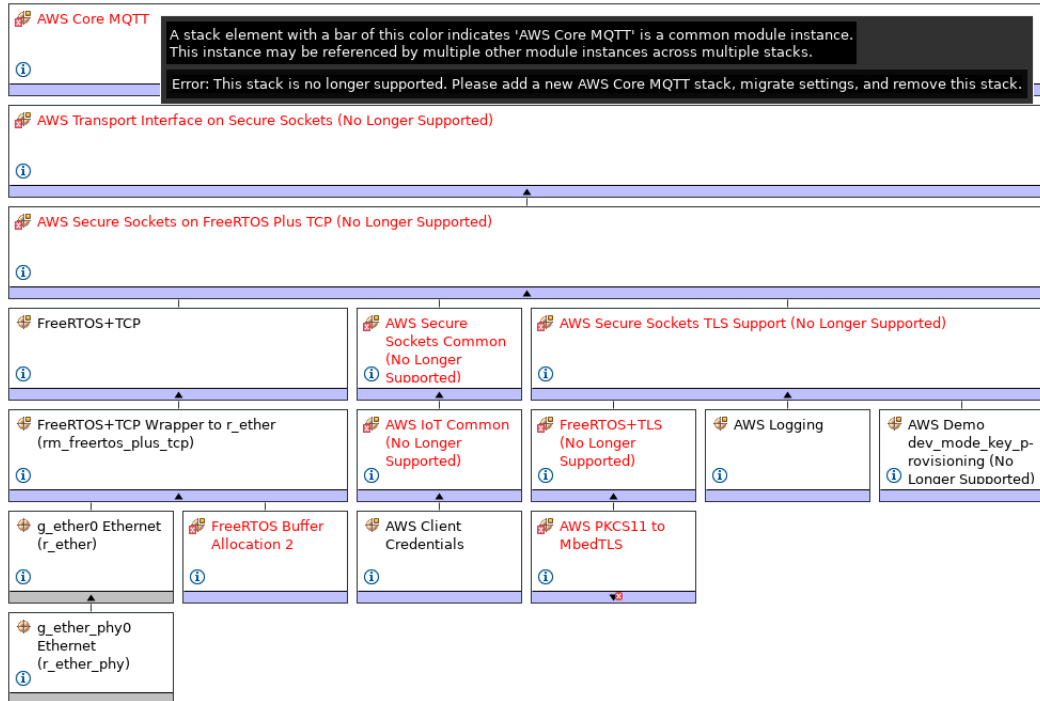 AWS Core MQTT
A stack element with a bar of this color indicates 'AWS Core MQTT' is a common module instance.
This instance may be referenced by multiple other module instances across multiple stacks.
Error: This stack is no longer supported. Please add a new AWS Core MQTT stack, migrate settings, and remove this stack.
AWS Transport Interface on Secure Sockets (No Longer Supported)
AWS Secure Sockets on FreeRTOS Plus TCP (No Longer Supported)
FreeRTOS+TCP
AWS Secure
Sockets Common
(No Longer
Supported)
AWS Secure Sockets TLS Support (No Longer Supported)
FreeRTOS+TCP Wrapper to r_ether
(rm_freertos_plus_tcp)
AWS IoT Common
(No Longer
Supported)
FreeRTOS+TLS
(No Longer
Supported)
AWS Logging
AWS Demo
dev_mode_key_p-
rovisioning (No
Longer Supported)
g_ether0 Ethernet
(r_ether)
FreeRTOS Buffer
Allocation 2
AWS Client
Credentials
AWS PKCS11 to
MbedTLS
g_ether_phy0
Ethernet
(r_ether_phy)